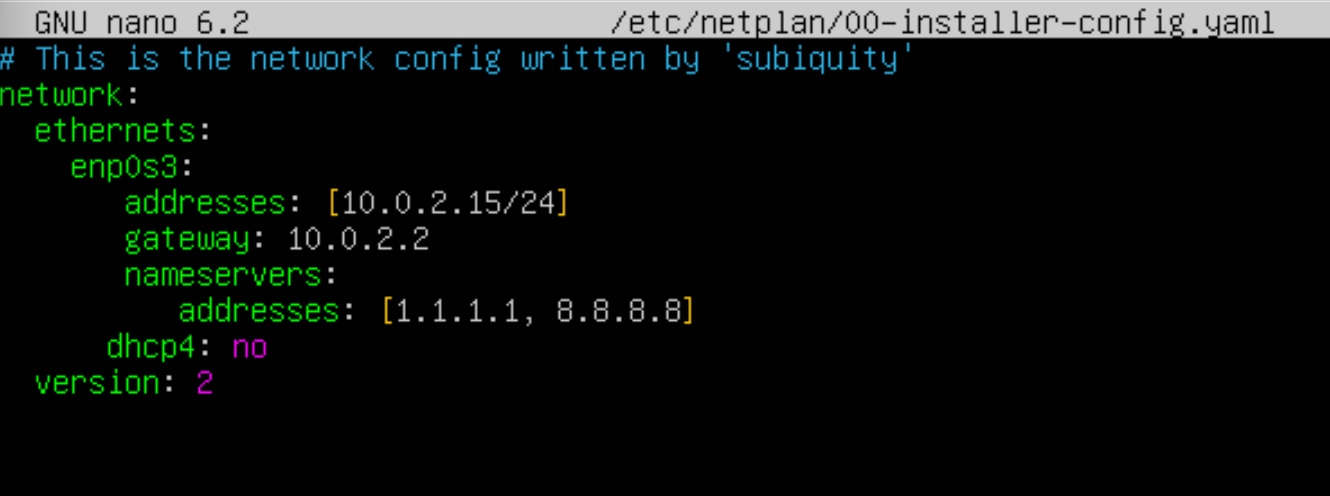 GNU nano 6.2 /etc/netplan/00-installer-config.yaml
# This is the network config written by 'subiquity'
network:
  ethernets:
    enp0s3:
       addresses: [10.0.2.15/24]
       gateway: 10.0.2.2
       nameservers:
          addresses: [1.1.1.1, 8.8.8.8]
      dhcp4: no
  version: 2